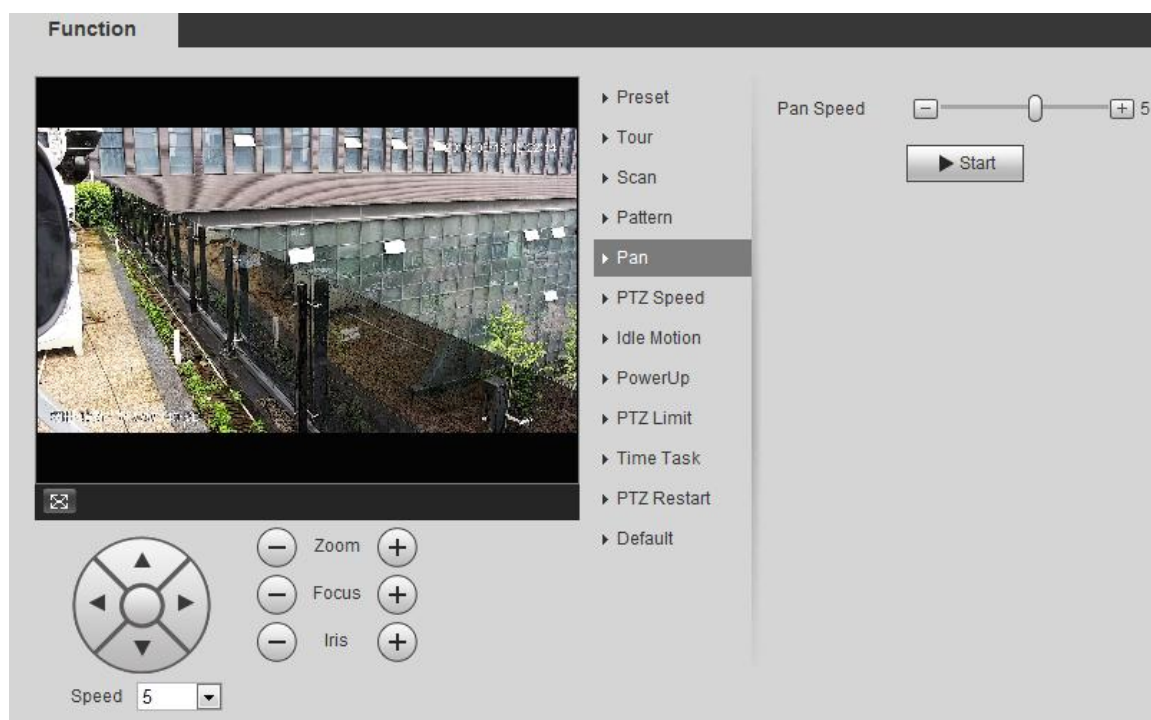 Function
Preset
Tour
Scan
Pattern
Pan
PTZ Speed
Idle Motion
PowerUp
PTZ Limit
Time Task
PTZ Restart
Default
Pan Speed 5
Start
Zoom
Focus
Iris
Speed 5